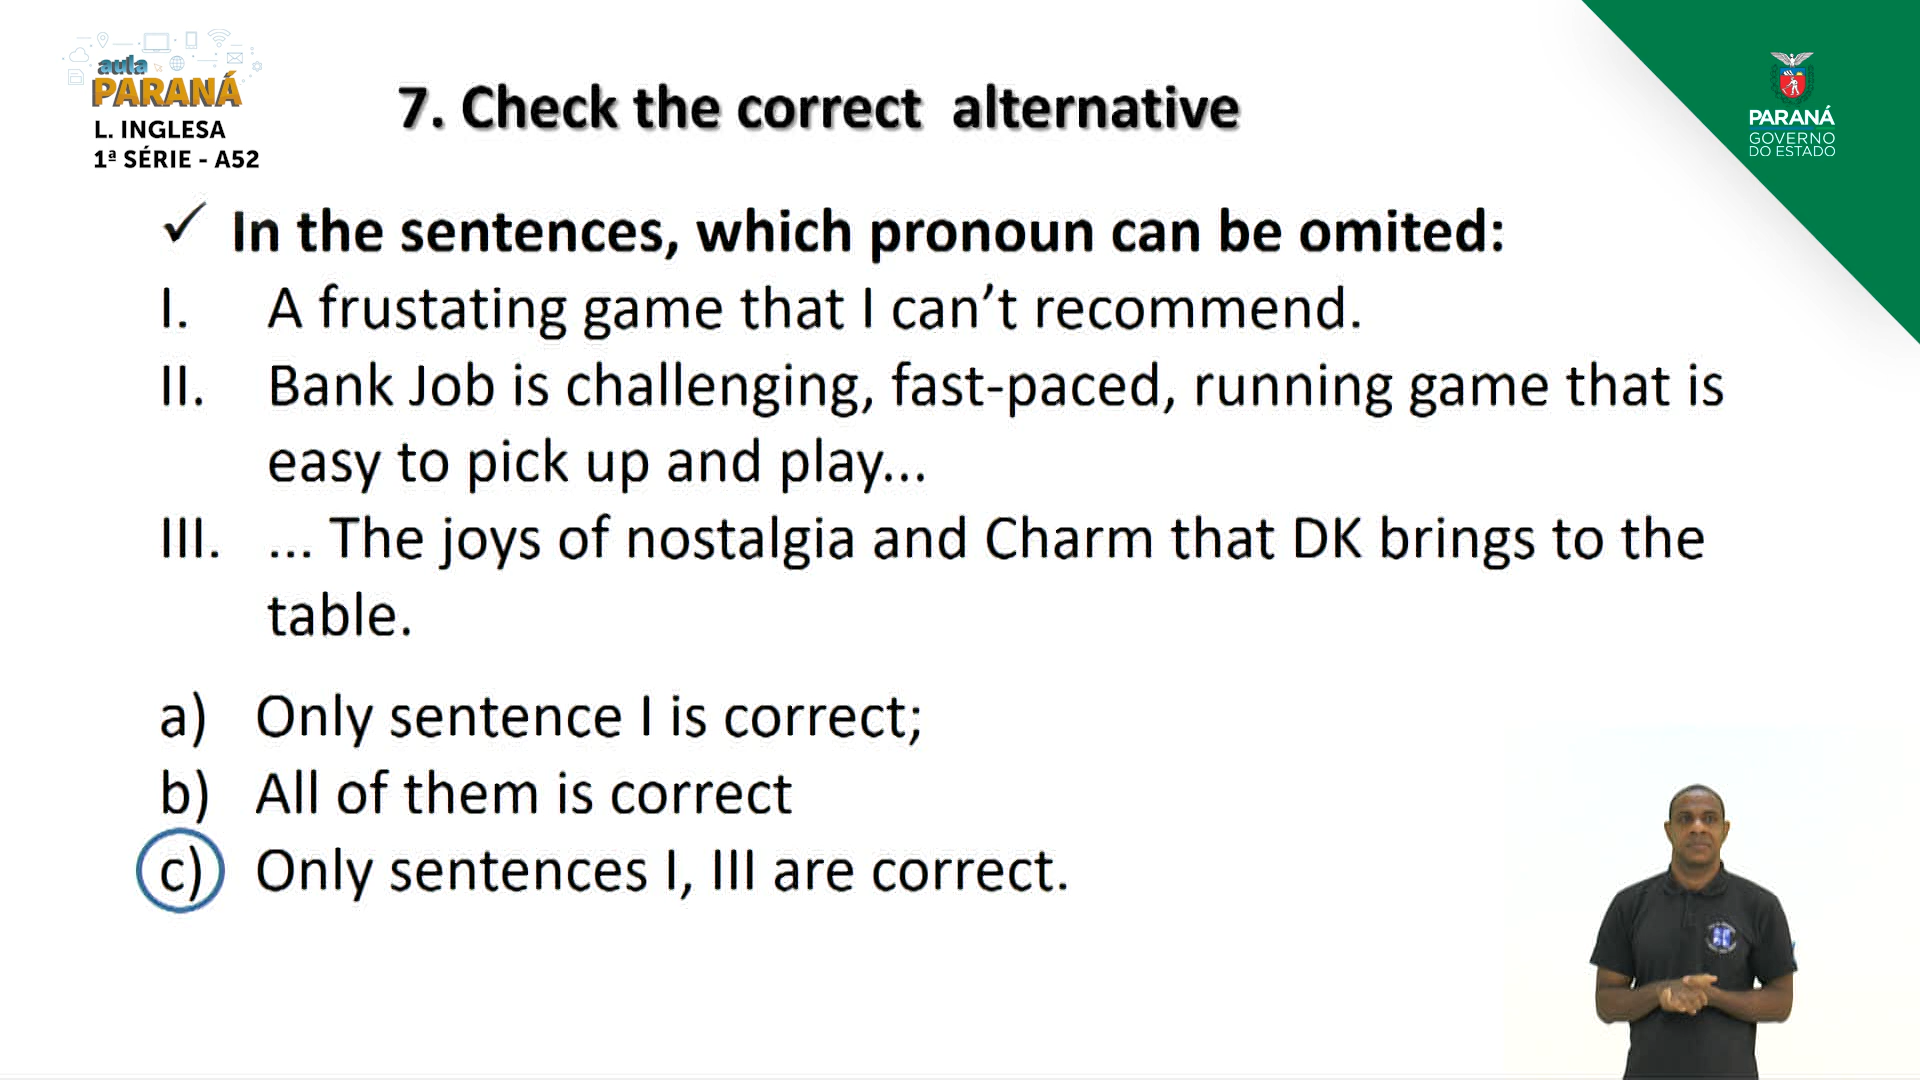 aula
PARANÁ
L. INGLESA
1ª SÉRIE - A52
7. Check the correct alternative
PARANÁ
GOVERNO
DO ESTADO
✓ In the sentences, which pronoun can be omited:
I. A frustating game that I can't recommend.
II. Bank Job is challenging, fast-paced, running game that is
easy to pick up and play...
III. ... The joys of nostalgia and Charm that DK brings to the
table.
a) Only sentence I is correct;
b) All of them is correct
c) Only sentences I, III are correct.